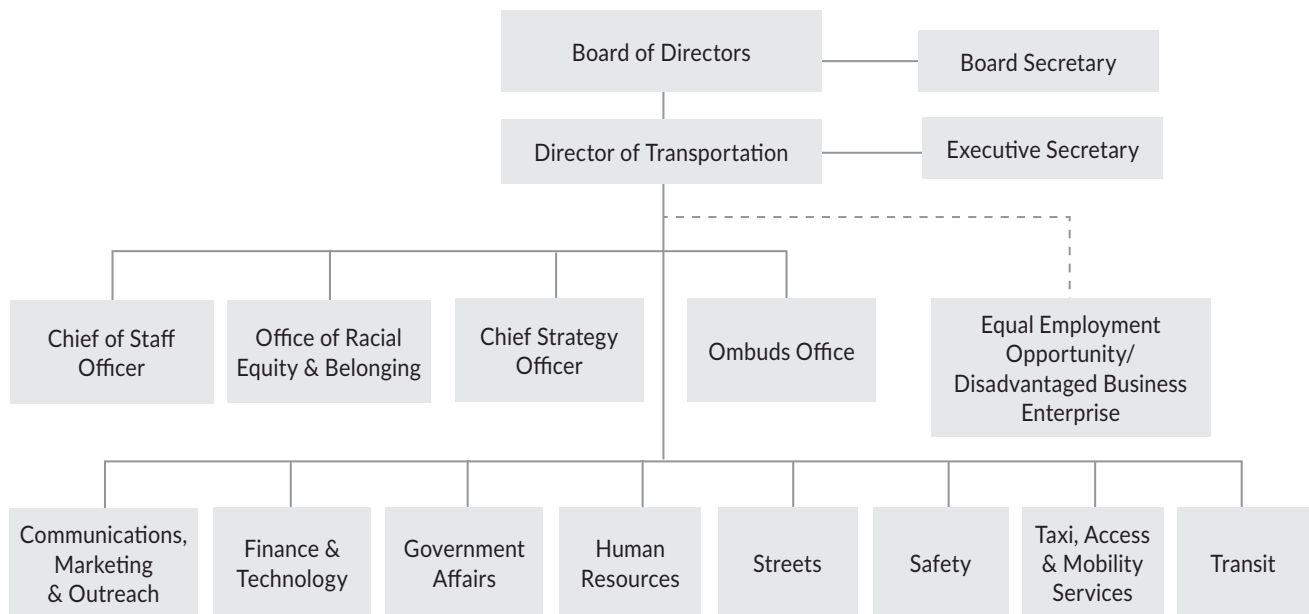 Board of Directors
Board Secretary
Director of Transportation
Executive Secretary
Chief of Staff
Officer
Office of Racial
Equity & Belonging
Chief Strategy
Officer
Ombuds Office
Equal Employment
Opportunity/
Disadvantaged Business
Enterprise
Communications,
Marketing
& Outreach
Finance &
Technology
Government
Affairs
Human
Resources
Streets
Safety
Taxi, Access
& Mobility
Services
Transit